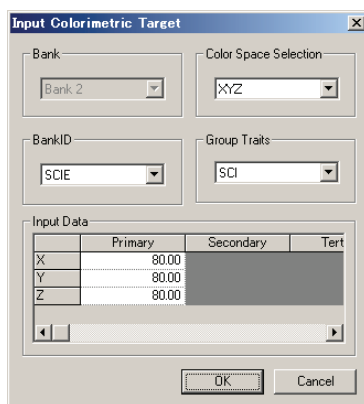 Input Colorimetric Target
Bank
Color Space Selection
Bank 2
XYZ
BankID
Group Traits
SCIE
SCI
Input Data
Primary Secondary Tert
X 80.00
Y 80.00
Z 80.00
OK Cancel